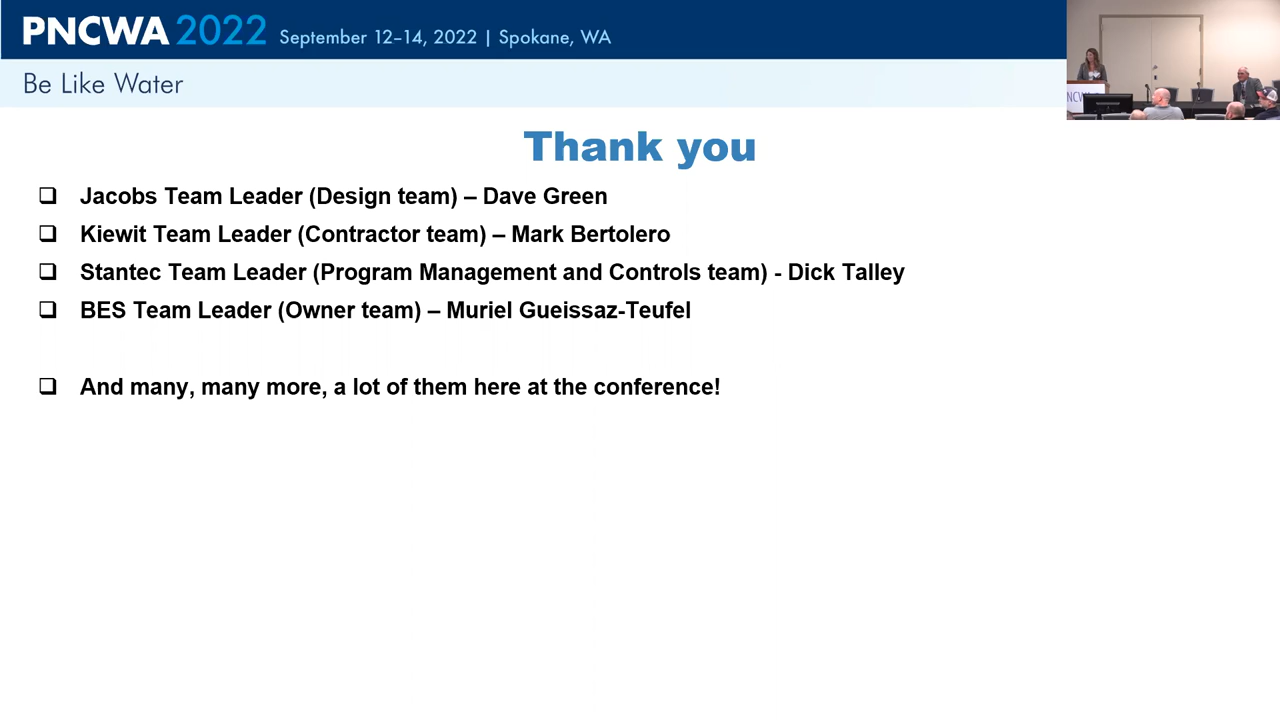 PNCWA 2022 September 12–14, 2022 | Spokane, WA
Be Like Water
PNCW
Thank you
❑ Jacobs Team Leader (Design team) – Dave Green
❑ Kiewit Team Leader (Contractor team) – Mark Bertolero
❑ Stantec Team Leader (Program Management and Controls team) - Dick Talley
❑ BES Team Leader (Owner team) – Muriel Gueissaz-Teufel
❑ And many, many more, a lot of them here at the conference!